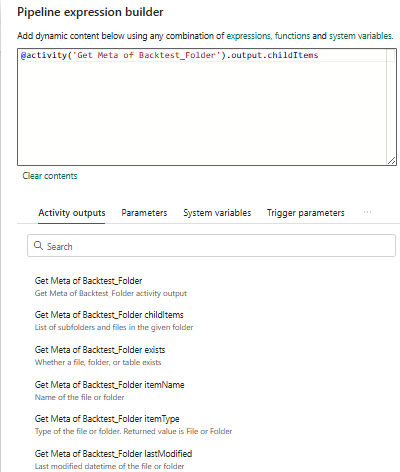 Pipeline expression builder
Add dynamic content below using any combination of expressions, functions and system variables.
@activity('Get Meta of Backtest_Folder').output.childItems
Clear contents
Activity outputs Parameters System variables Trigger parameters ...
Search
Get Meta of Backtest_Folder
Get Meta of Backtest_Folder activity output
Get Meta of Backtest_Folder childItems
List of subfolders and files in the given folder
Get Meta of Backtest_Folder exists
Whether a file, folder, or table exists
Get Meta of Backtest_Folder itemName
Name of the file or folder
Get Meta of Backtest_Folder itemType
Type of the file or folder. Returned value is File or Folder
Get Meta of Backtest_Folder lastModified
Last modified datetime of the file or folder